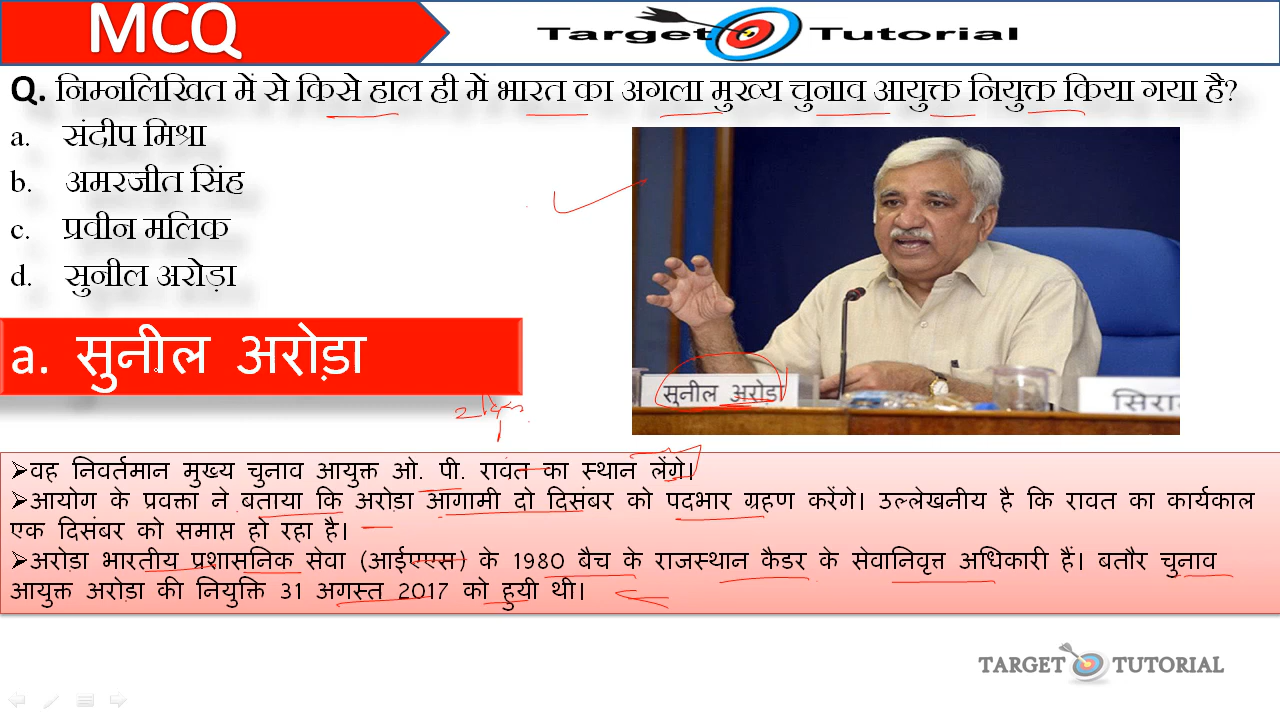 MCQ
Target Tutorial
Q. निम्नलिखित में से किसे हाल ही में भारत का अगला मुख्य चुनाव आयुक्त नियुक्त किया गया है?
a. संदीप मिश्रा
b. अमरजीत सिंह
c. प्रवीन मलिक
d. सुनील अरोड़ा
सुनील अरोडा
सिरा
a. सुनील अरोड़ा
➢वह निवर्तमान मुख्य चुनाव आयुक्त ओ. पी. रावत का स्थान लेंगे।
➢आयोग के प्रवक्ता ने बताया कि अरोड़ा आगामी दो दिसंबर को पदभार ग्रहण करेंगे। उल्लेखनीय है कि रावत का कार्यकाल
एक दिसंबर को समाप्त हो रहा है।
➢अरोड़ा भारतीय प्रशासनिक सेवा (आईएएस) के 1980 बैच के राजस्थान कैडर के सेवानिवृत्त अधिकारी हैं। बतौर चुनाव
आयुक्त अरोड़ा की नियुक्ति 31 अगस्त 2017 को हुयी थी।
TARGET TUTORIAL